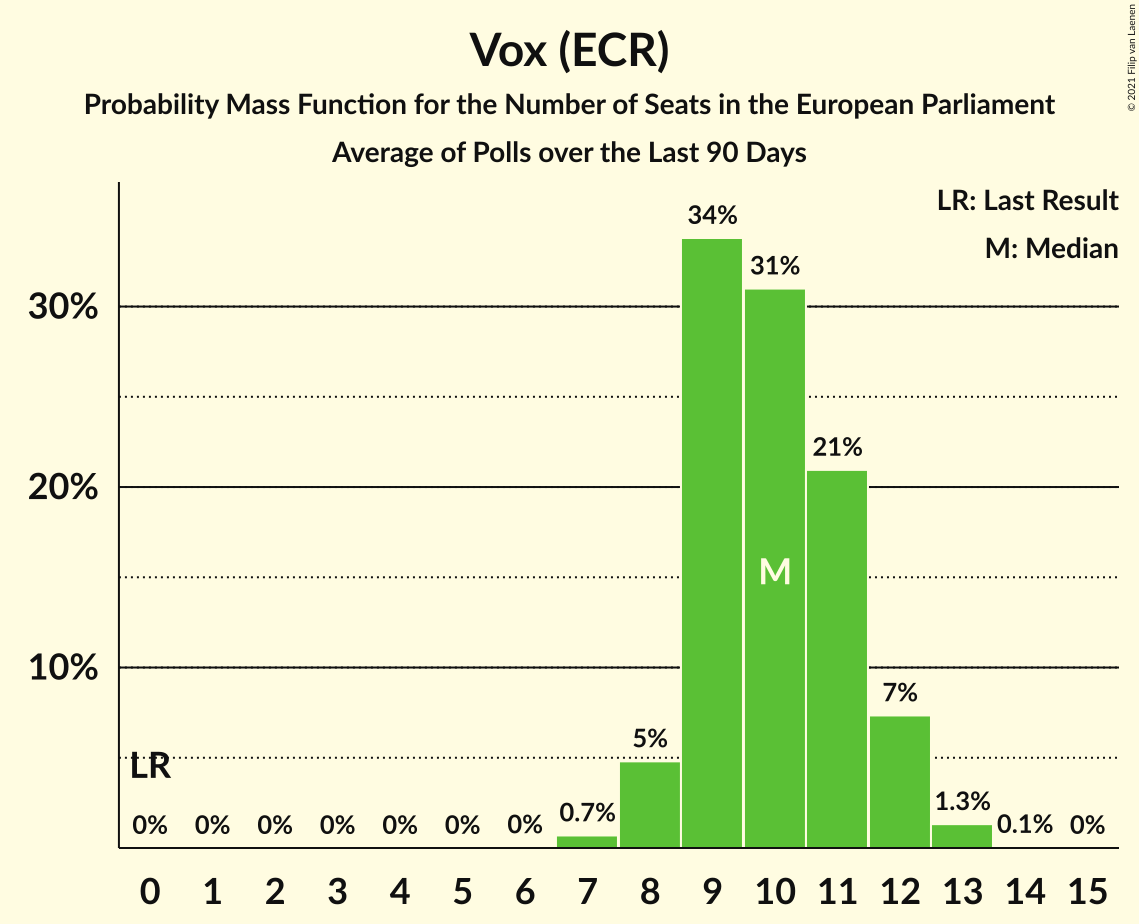 Vox (ECR)
Probability Mass Function for the Number of Seats in the European Parliament
Average of Polls over the Last 90 Days
© 2021 Filip van Laenen
LR: Last Result
M: Median
34%
31%
30%
21%
20%
M
10%
7%
5%
LR
1.3%
0.7%
0% 0% 0% 0% 0% 0% 0% 0.1% 0%
0 1 2 3 4 5 6 7 8 9 10 11 12 13 14 15